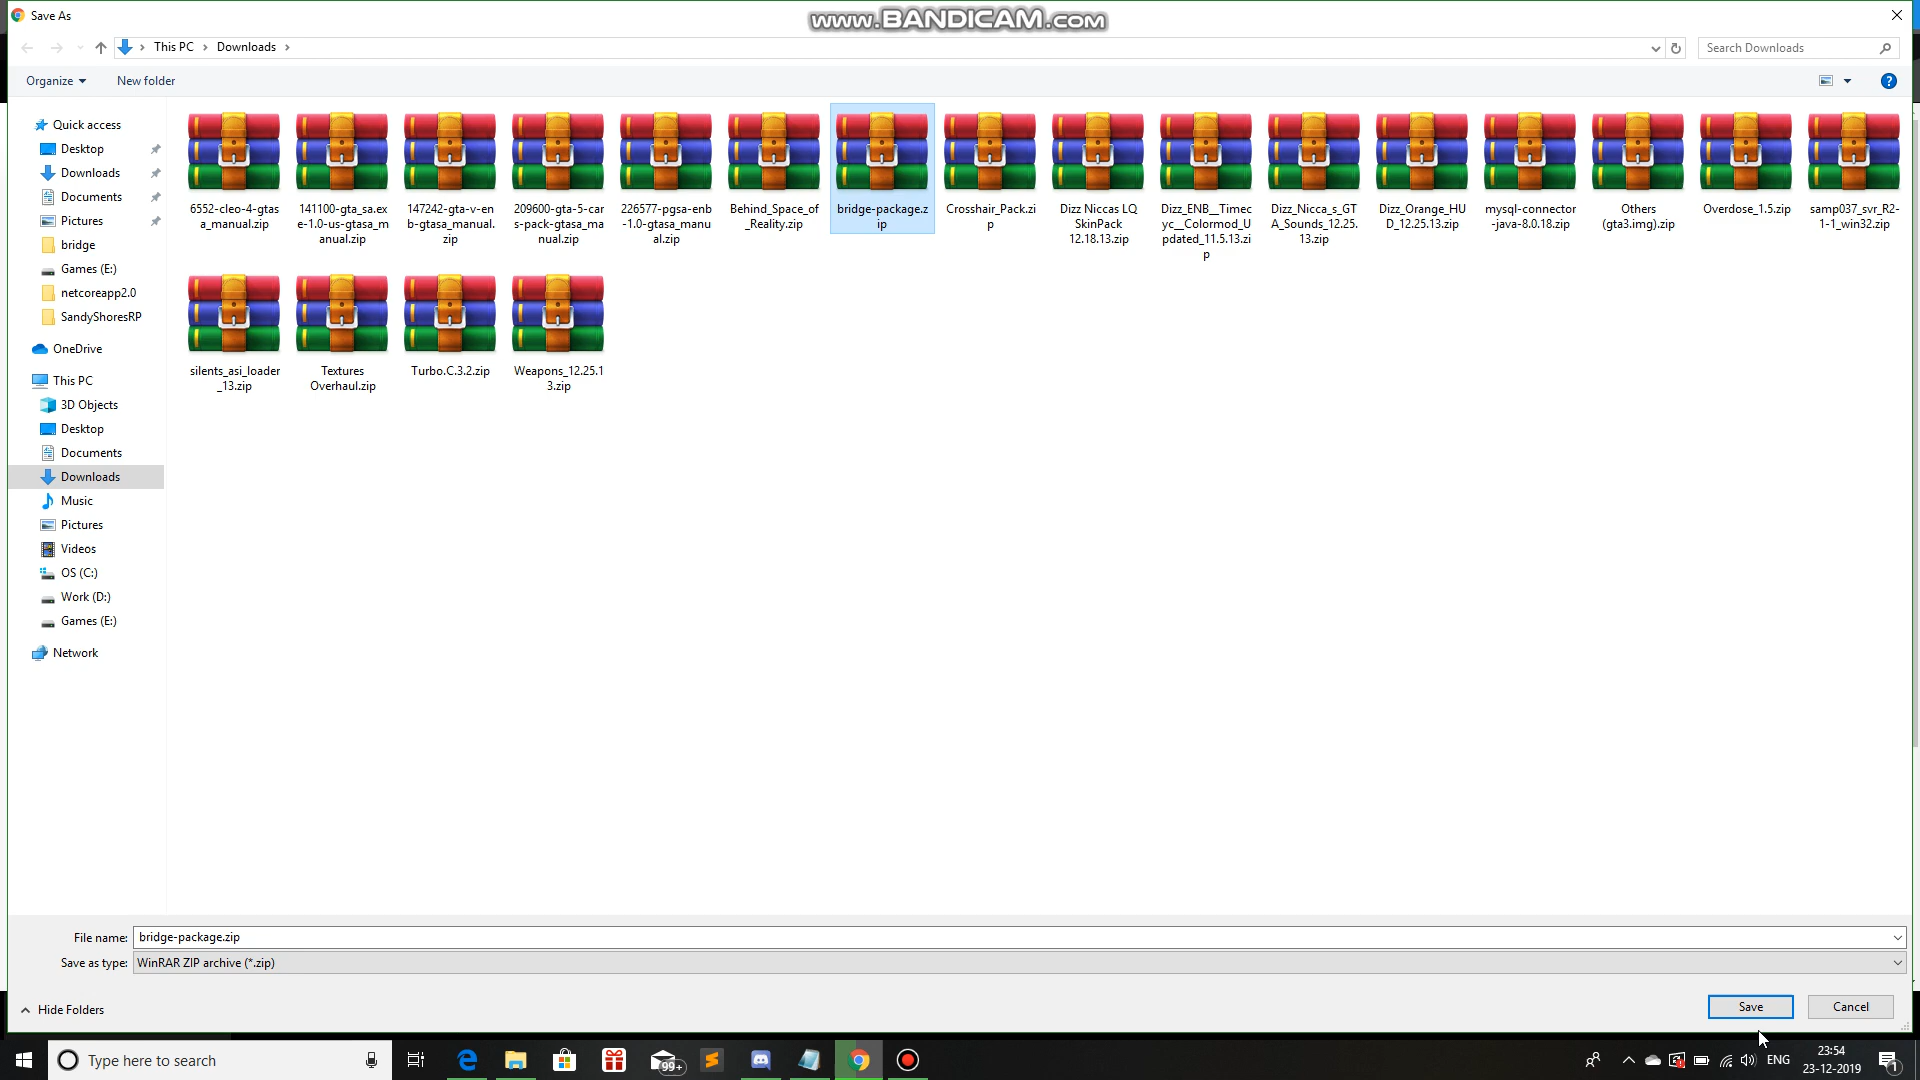 Save As
www.BANDICAM.com
This PC
Downloads
Search Downloads
Organize
New folder
Quick access
Desktop
Downloads
Documents
Pictures
bridge
Games (E:)
netcoreapp2.0
SandyShoresRP
OneDrive
This PC
3D Objects
Desktop
Documents
Downloads
Music
Pictures
Videos
OS (C:)
Work (D:)
Games (E:)
Network
6552-cleo-4-gtas
a_manual.zip
141100-gta_sa.ex
e-1.0-us-gtasa_m
anual.zip
147242-gta-v-en
b-gtasa_manual.
zip
209600-gta-5-car
s-pack-gtasa_ma
nual.zip
226577-pgsa-enb
-1.0-gtasa_manu
al.zip
Behind_Space_of
_Reality.zip
bridge-package.z
ip
Crosshair_Pack.zi
p
Dizz Niccas LQ
SkinPack
12.18.13.zip
Dizz_ENB__Timec
yc__Colormod_U
pdated_11.5.13.zi
p
Dizz_Nicca_s_GT
A_Sounds_12.25.
13.zip
Dizz_Orange_HU
D_12.25.13.zip
mysql-connector
-java-8.0.18.zip
Others
(gta3.img).zip
Overdose_1.5.zip
samp037_svr_R2-
1-1_win32.zip
silents_asi_loader
_13.zip
Textures
Overhaul.zip
Turbo.C.3.2.zip
Weapons_12.25.1
3.zip
File name:
bridge-package.zip
Save as type:
WinRAR ZIP archive (*.zip)
Hide Folders
Save
Cancel
Type here to search
99+
ENG
23:54
23-12-2019
1